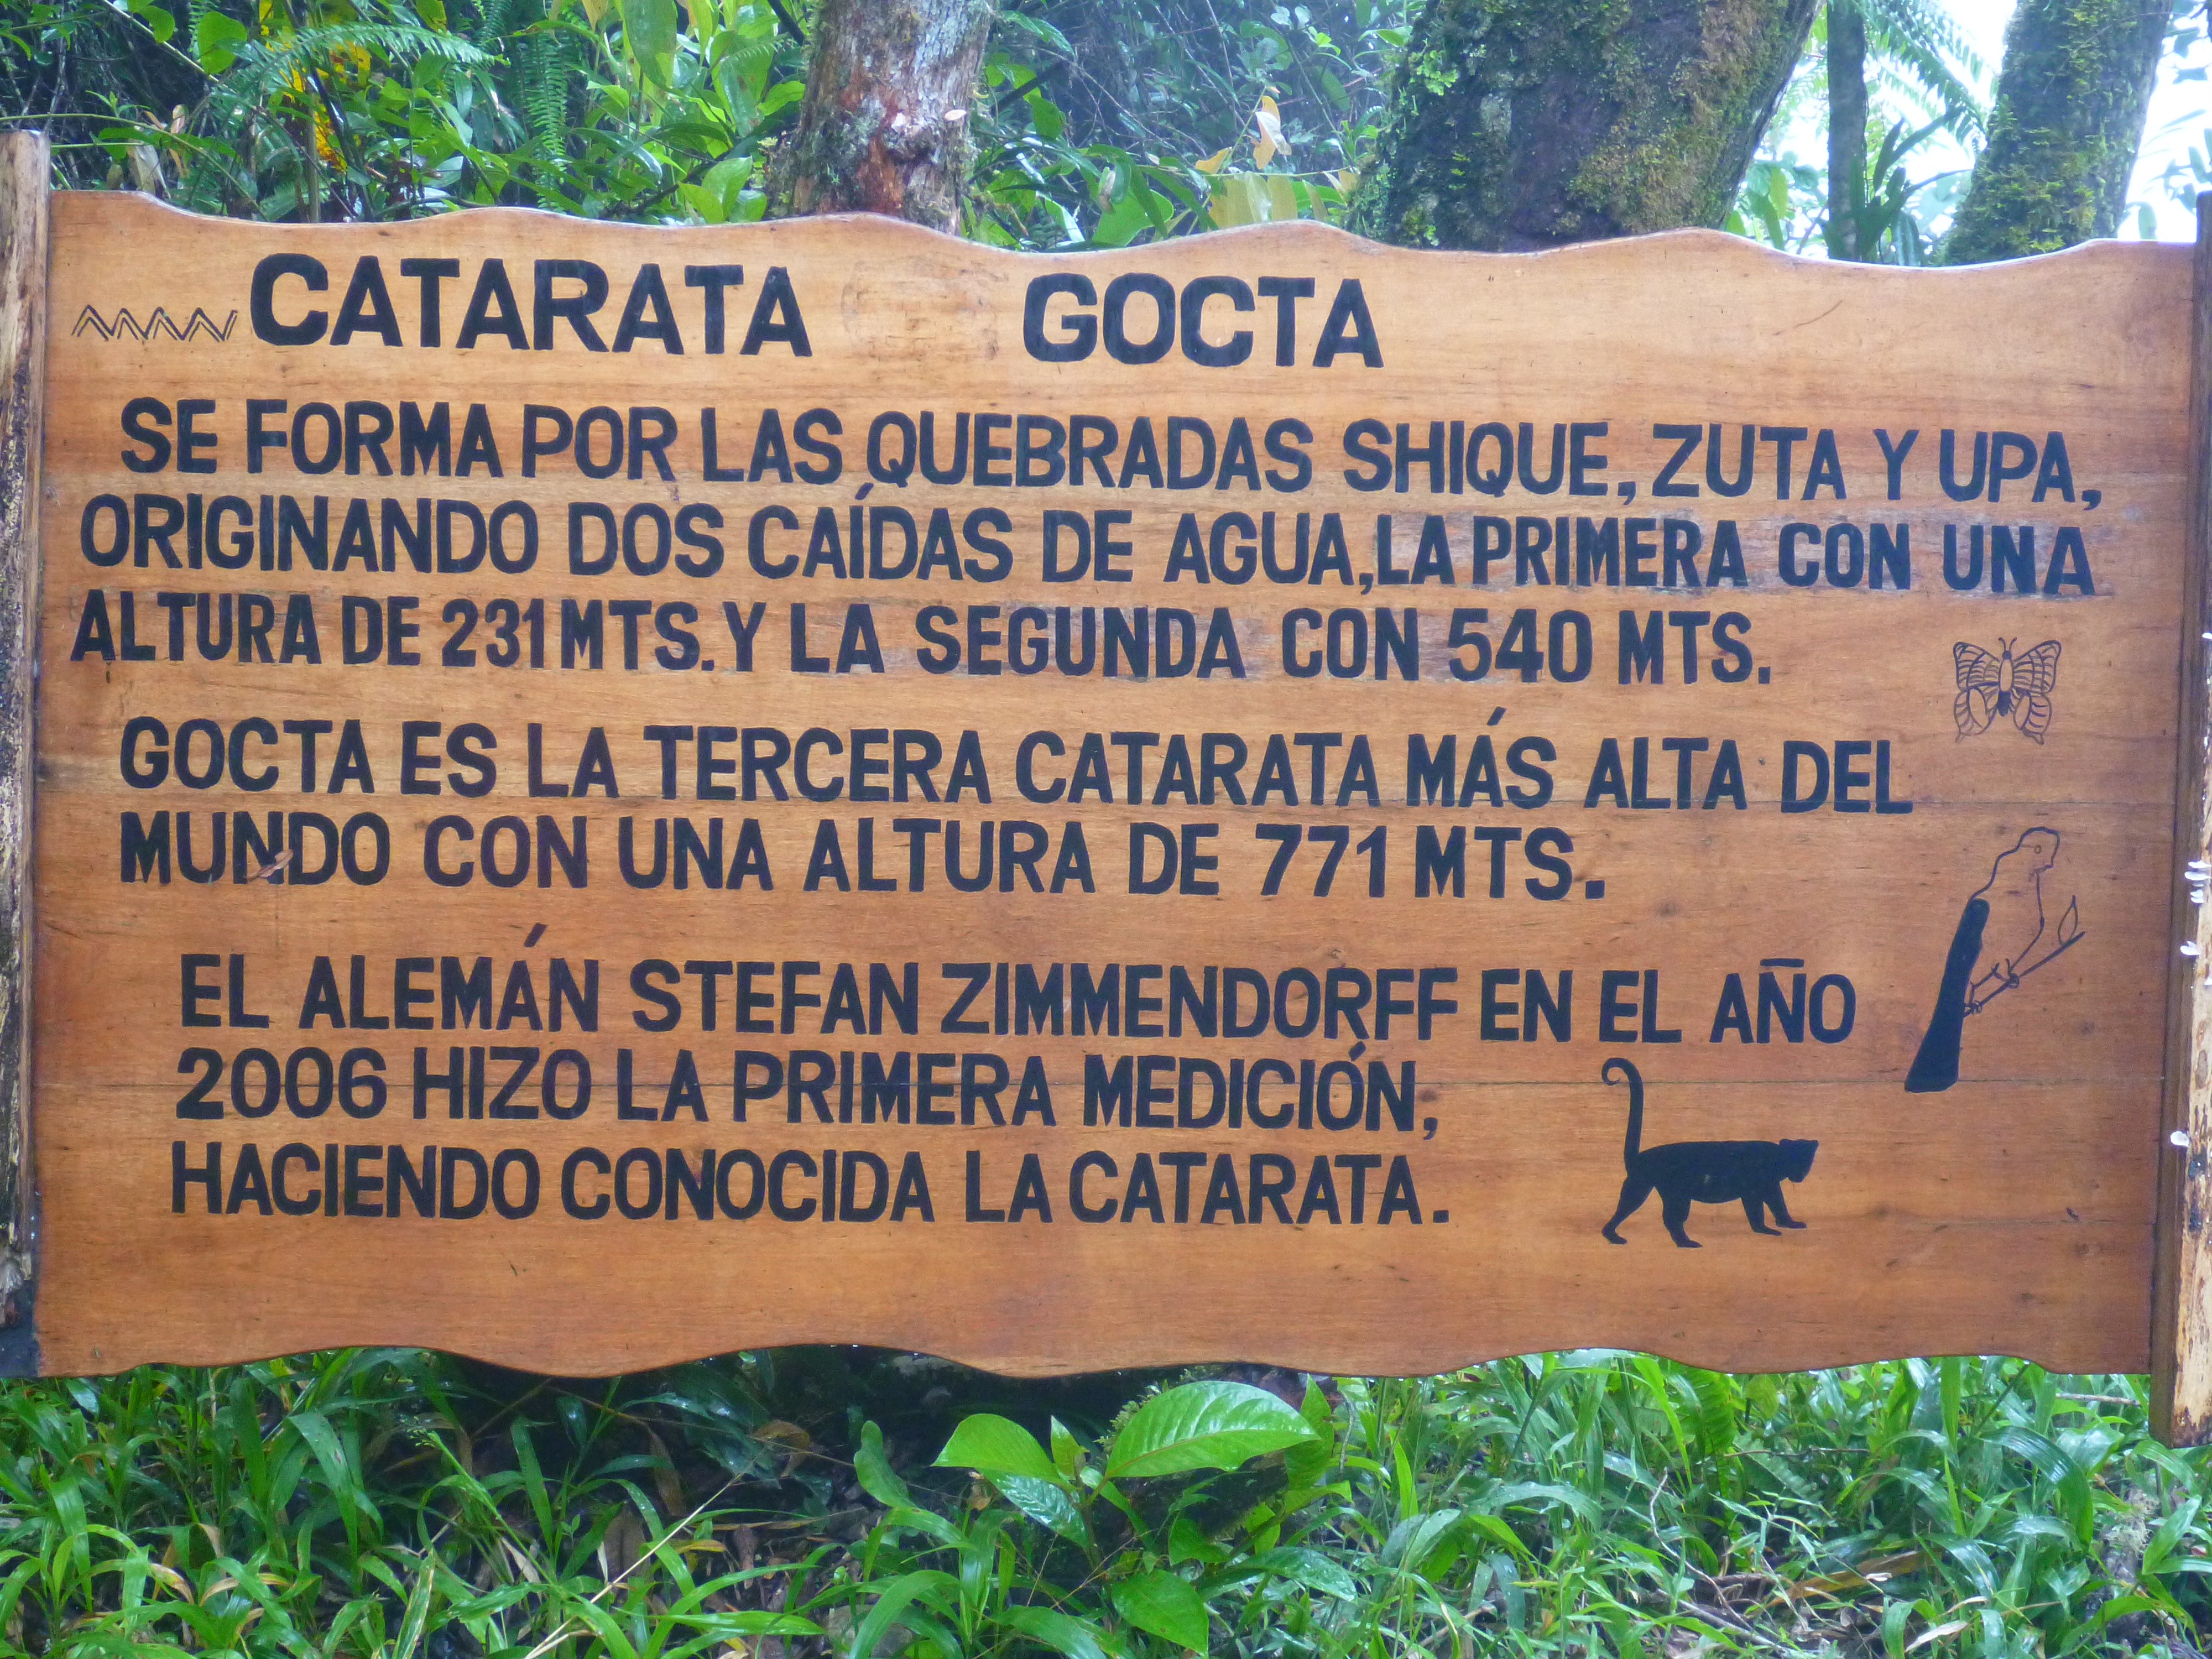 CATARATA GOCTA
SE FORMA POR LAS QUEBRADAS SHIQUE, ZUTA Y UPA,
ORIGINANDO DOS CAÍDAS DE AGUA, LA PRIMERA CON UNA
ALTURA DE 231 MTS. Y LA SEGUNDA CON 540 MTS.
GOCTA ES LA TERCERA CATARATA MÁS ALTA DEL
MUNDO CON UNA ALTURA DE 771 MTS.
EL ALEMÁN STEFAN ZIMMENDORFF EN EL AÑO
2006 HIZO LA PRIMERA MEDICIÓN,
HACIENDO CONOCIDA LA CATARATA.